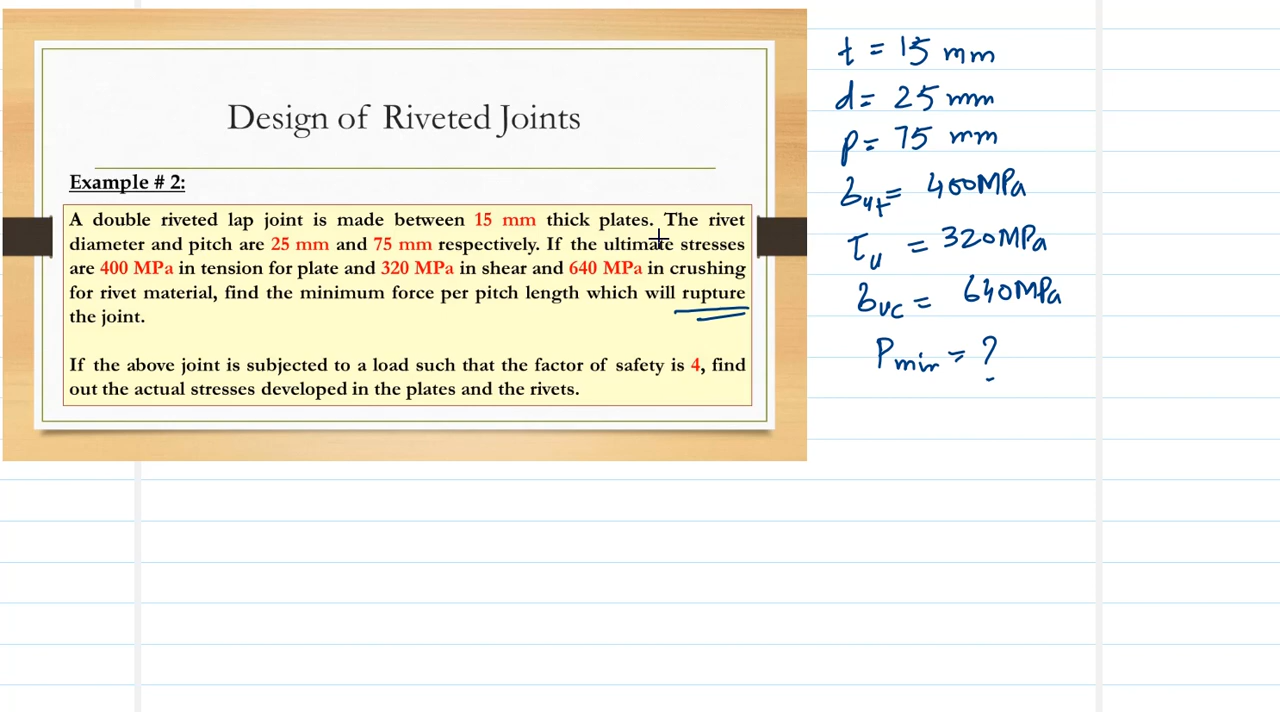 Design of Riveted Joints
Example # 2:
A double riveted lap joint is made between 15 mm thick plates. The rivet
diameter and pitch are 25 mm and 75 mm respectively. If the ultimate stresses
are 400 MPa in tension for plate and 320 MPa in shear and 640 MPa in crushing
for rivet material, find the minimum force per pitch length which will rupture
the joint.
If the above joint is subjected to a load such that the factor of safety is 4, find
out the actual stresses developed in the plates and the rivets.
t = 15 mm
d = 25 mm
p = 75 mm
σut = 400MPa
τu = 320MPa
σuc = 640MPa
Pmin = ?